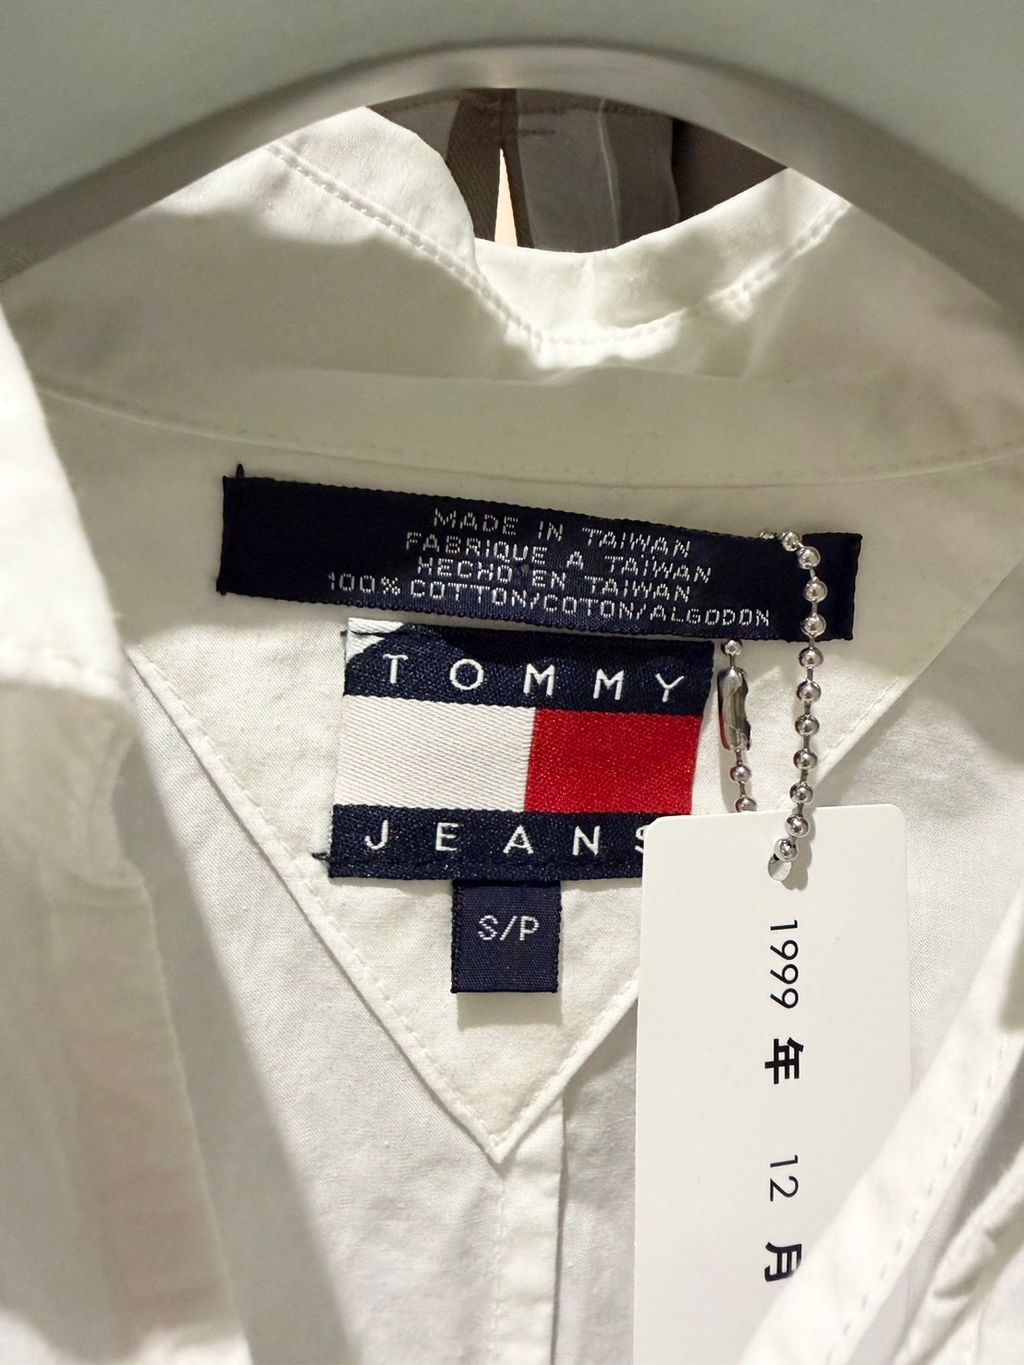 MADE IN TAIWAN
FABRIQUE A TAIWAN
HECHO EN TAIWAN
100% COTTON/COTON/ALGODON
TOMMY
JEANS
S/P
1999 年 12 月